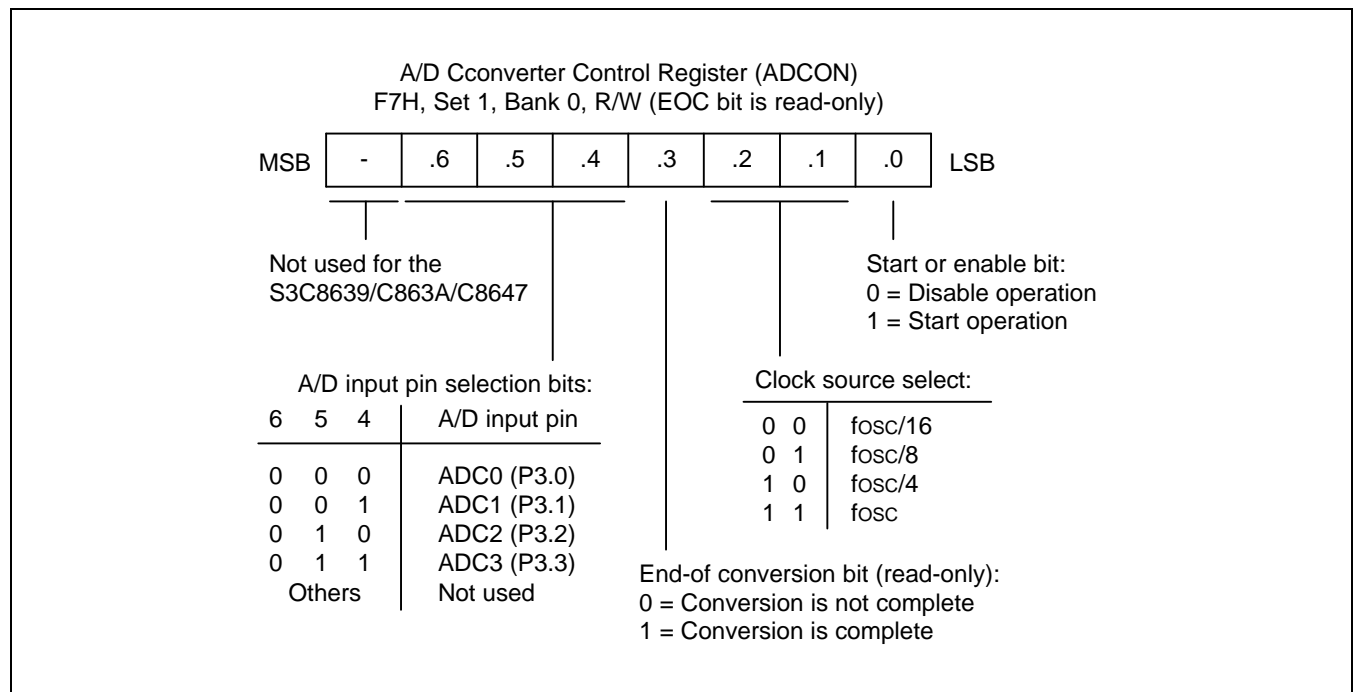 A/D Cconverter Control Register (ADCON)
F7H, Set 1, Bank 0, R/W (EOC bit is read-only)
MSB - .6 .5 .4 .3 .2 .1 .0 LSB
Not used for the
S3C8639/C863A/C8647
Start or enable bit:
0 = Disable operation
1 = Start operation
A/D input pin selection bits:
6 5 4 A/D input pin
0 0 0 ADC0 (P3.0)
0 0 1 ADC1 (P3.1)
0 1 0 ADC2 (P3.2)
0 1 1 ADC3 (P3.3)
Others Not used
Clock source select:
0 0 fosc/16
0 1 fosc/8
1 0 fosc/4
1 1 fosc
End-of conversion bit (read-only):
0 = Conversion is not complete
1 = Conversion is complete